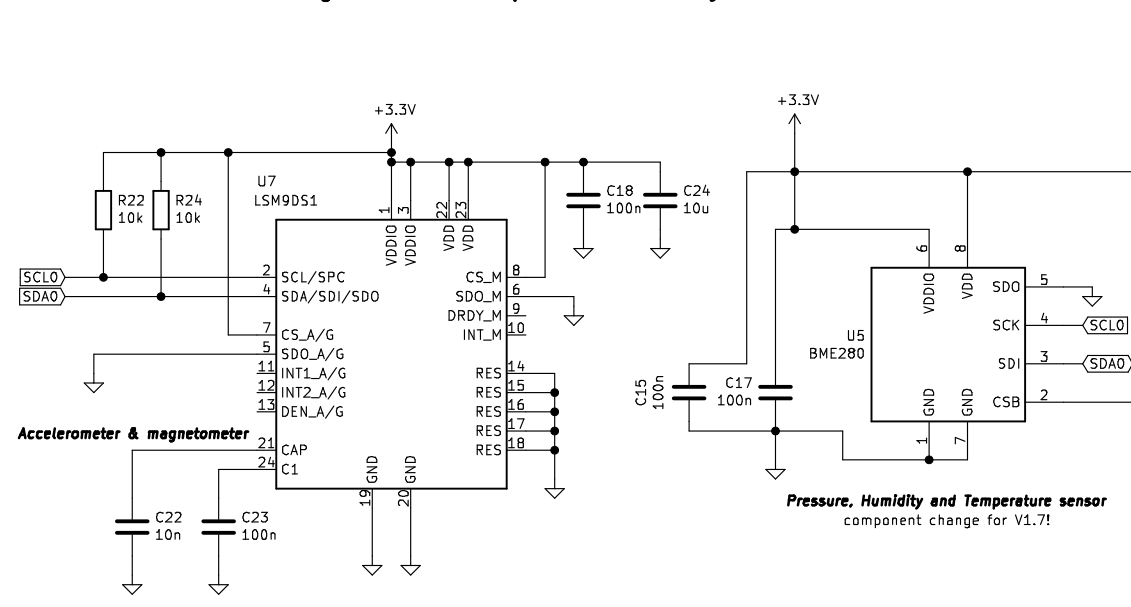 +3.3V
U7
LSM9DS1
R22
10k
R24
10k
C18
100n
C24
10u
1
3
22
23
VDDIO
VDDIO
VDD
VDD
SCL0
SDA0
2
SCL/SPC
4
SDA/SDI/SDO
7
CS_A/G
5
SDO_A/G
11
INT1_A/G
12
INT2_A/G
13
DEN_A/G
21
CAP
24
C1
CS_M
8
SDO_M
6
DRDY_M
9
INT_M
10
RES
14
RES
15
RES
16
RES
17
RES
18
GND
GND
19
20
Accelerometer & magnetometer
C22
10n
C23
100n
+3.3V
C15
100n
C17
100n
6
8
VDDIO
VDD
U5
BME280
SDO
5
SCK
4
SCL0
SDI
3
SDA0
CSB
2
GND
GND
1
7
Pressure, Humidity and Temperature sensor
component change for V1.7!